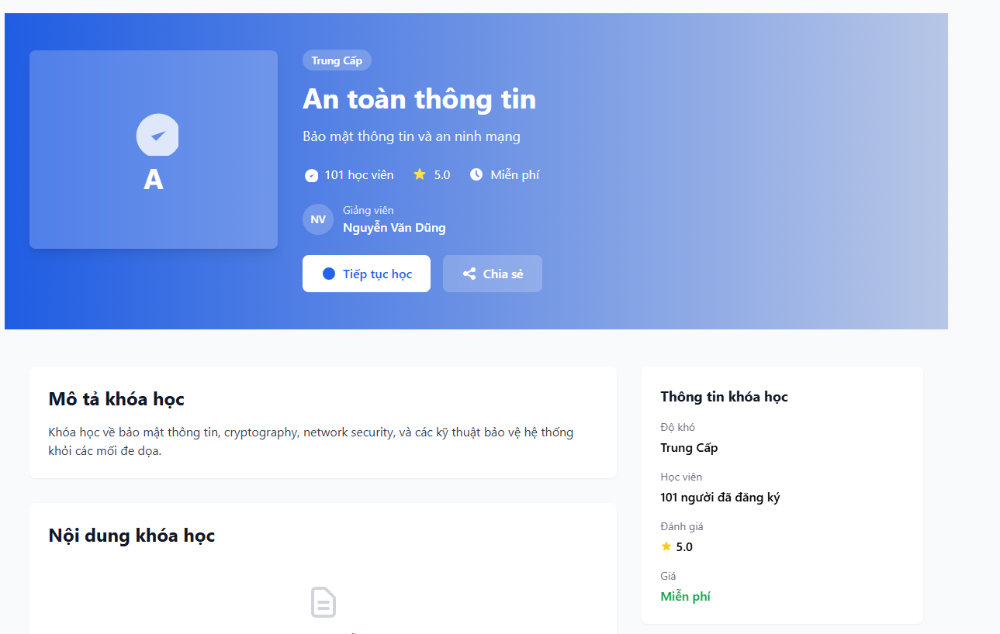 Trung Cấp
An toàn thông tin
Bảo mật thông tin và an ninh mạng
A
101 học viên 5.0 Miễn phí
NV
Giảng viên
Nguyễn Văn Dũng
Tiếp tục học Chia sẻ
Mô tả khóa học
Khóa học về bảo mật thông tin, cryptography, network security, và các kỹ thuật bảo vệ hệ thống
khỏi các mối đe dọa.
Nội dung khóa học
Thông tin khóa học
Độ khó
Trung Cấp
Học viên
101 người đã đăng ký
Đánh giá
5.0
Giá
Miễn phí